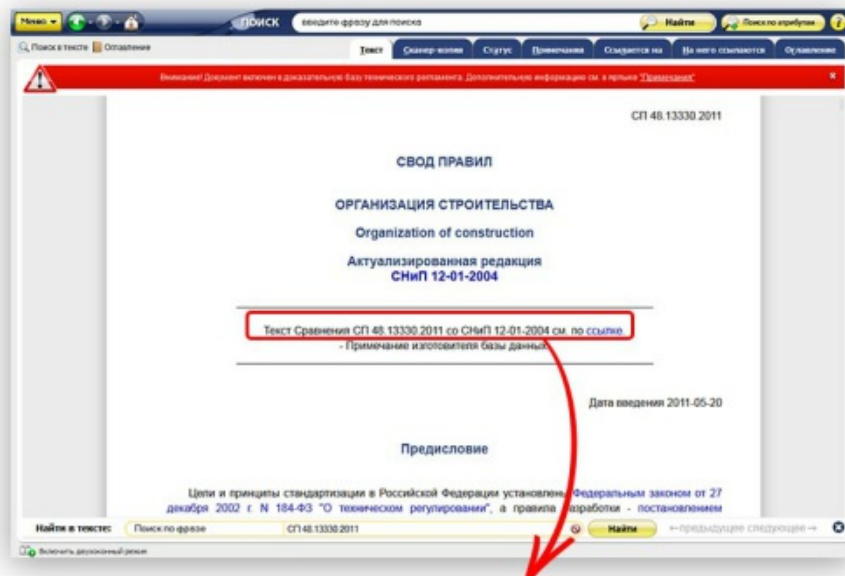 Меню
ПОИСК
введите фразу для поиска
Найти
Поиск по атрибутам
?
Поиск в тексте
Оглавление
Текст
Сканер-копия
Статус
Примечания
Ссылается на
На него ссылаются
Оглавление
Внимание! Документ включен в доказательную базу технического регламента. Дополнительную информацию см. в ярлыке "Примечания"
СП 48.13330.2011
СВОД ПРАВИЛ
ОРГАНИЗАЦИЯ СТРОИТЕЛЬСТВА
Organization of construction
Актуализированная редакция
СНиП 12-01-2004
Текст Сравнения СП 48.13330.2011 со СНиП 12-01-2004 см. по ссылке.
- Примечание изготовителя базы данных.
Дата введения 2011-05-20
Предисловие
Цели и принципы стандартизации в Российской Федерации установлены Федеральным законом от 27
декабря 2002 г. N 184-ФЗ "О техническом регулировании", а правила разработки - постановлением
Найти в тексте:
Поиск по фразе
СП 48.13330.2011
Найти
←предыдущее следующее→
Включить двухоконный режим